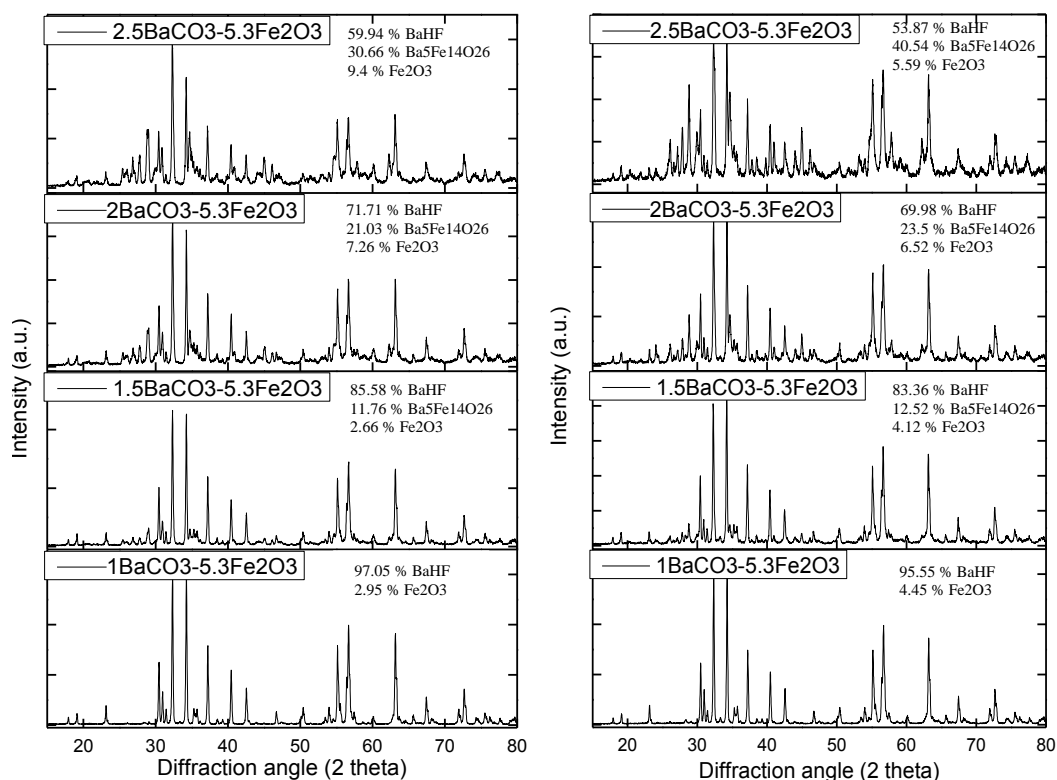 2.5BaCO3-5.3Fe2O3
59.94 % BaHF
30.66 % Ba5Fe14O26
9.4 % Fe2O3
2BaCO3-5.3Fe2O3
71.71 % BaHF
21.03 % Ba5Fe14O26
7.26 % Fe2O3
1.5BaCO3-5.3Fe2O3
85.58 % BaHF
11.76 % Ba5Fe14O26
2.66 % Fe2O3
1BaCO3-5.3Fe2O3
97.05 % BaHF
2.95 % Fe2O3
Intensity (a.u.)
20 30 40 50 60 70 80
Diffraction angle (2 theta)
2.5BaCO3-5.3Fe2O3
53.87 % BaHF
40.54 % Ba5Fe14O26
5.59 % Fe2O3
2BaCO3-5.3Fe2O3
69.98 % BaHF
23.5 % Ba5Fe14O26
6.52 % Fe2O3
1.5BaCO3-5.3Fe2O3
83.36 % BaHF
12.52 % Ba5Fe14O26
4.12 % Fe2O3
1BaCO3-5.3Fe2O3
95.55 % BaHF
4.45 % Fe2O3
Intensity (a.u.)
20 30 40 50 60 70 80
Diffraction angle (2 theta)